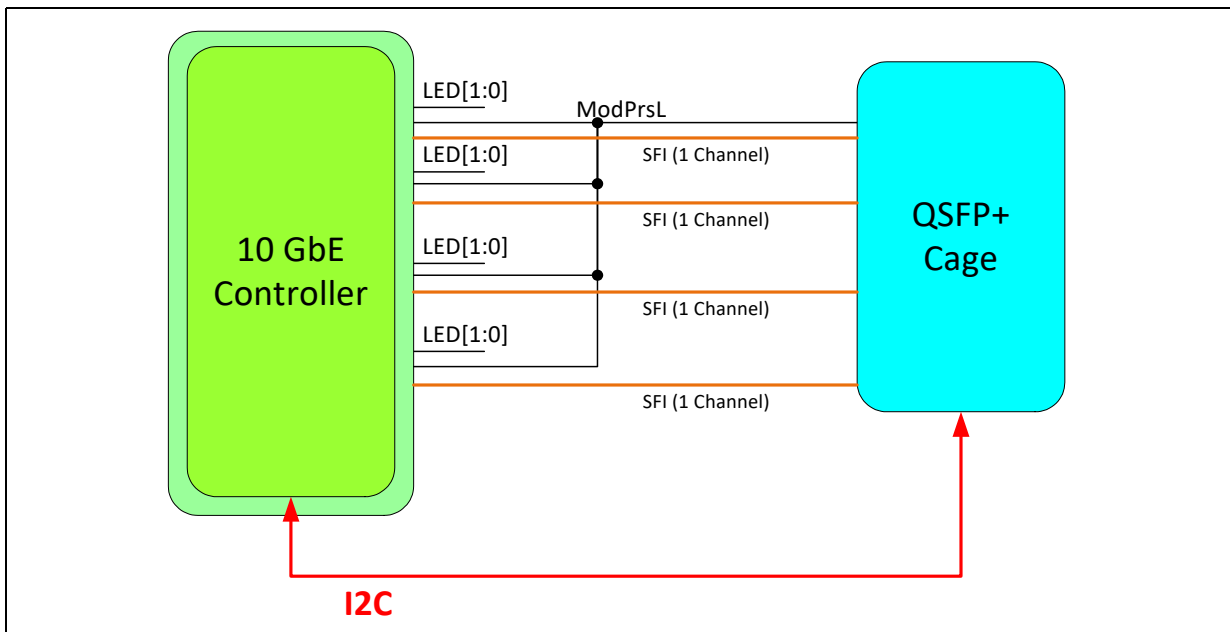 LED[1:0]
ModPrsL
SFI (1 Channel)
LED[1:0]
SFI (1 Channel)
10 GbE
Controller
QSFP+
Cage
LED[1:0]
SFI (1 Channel)
LED[1:0]
SFI (1 Channel)
I2C